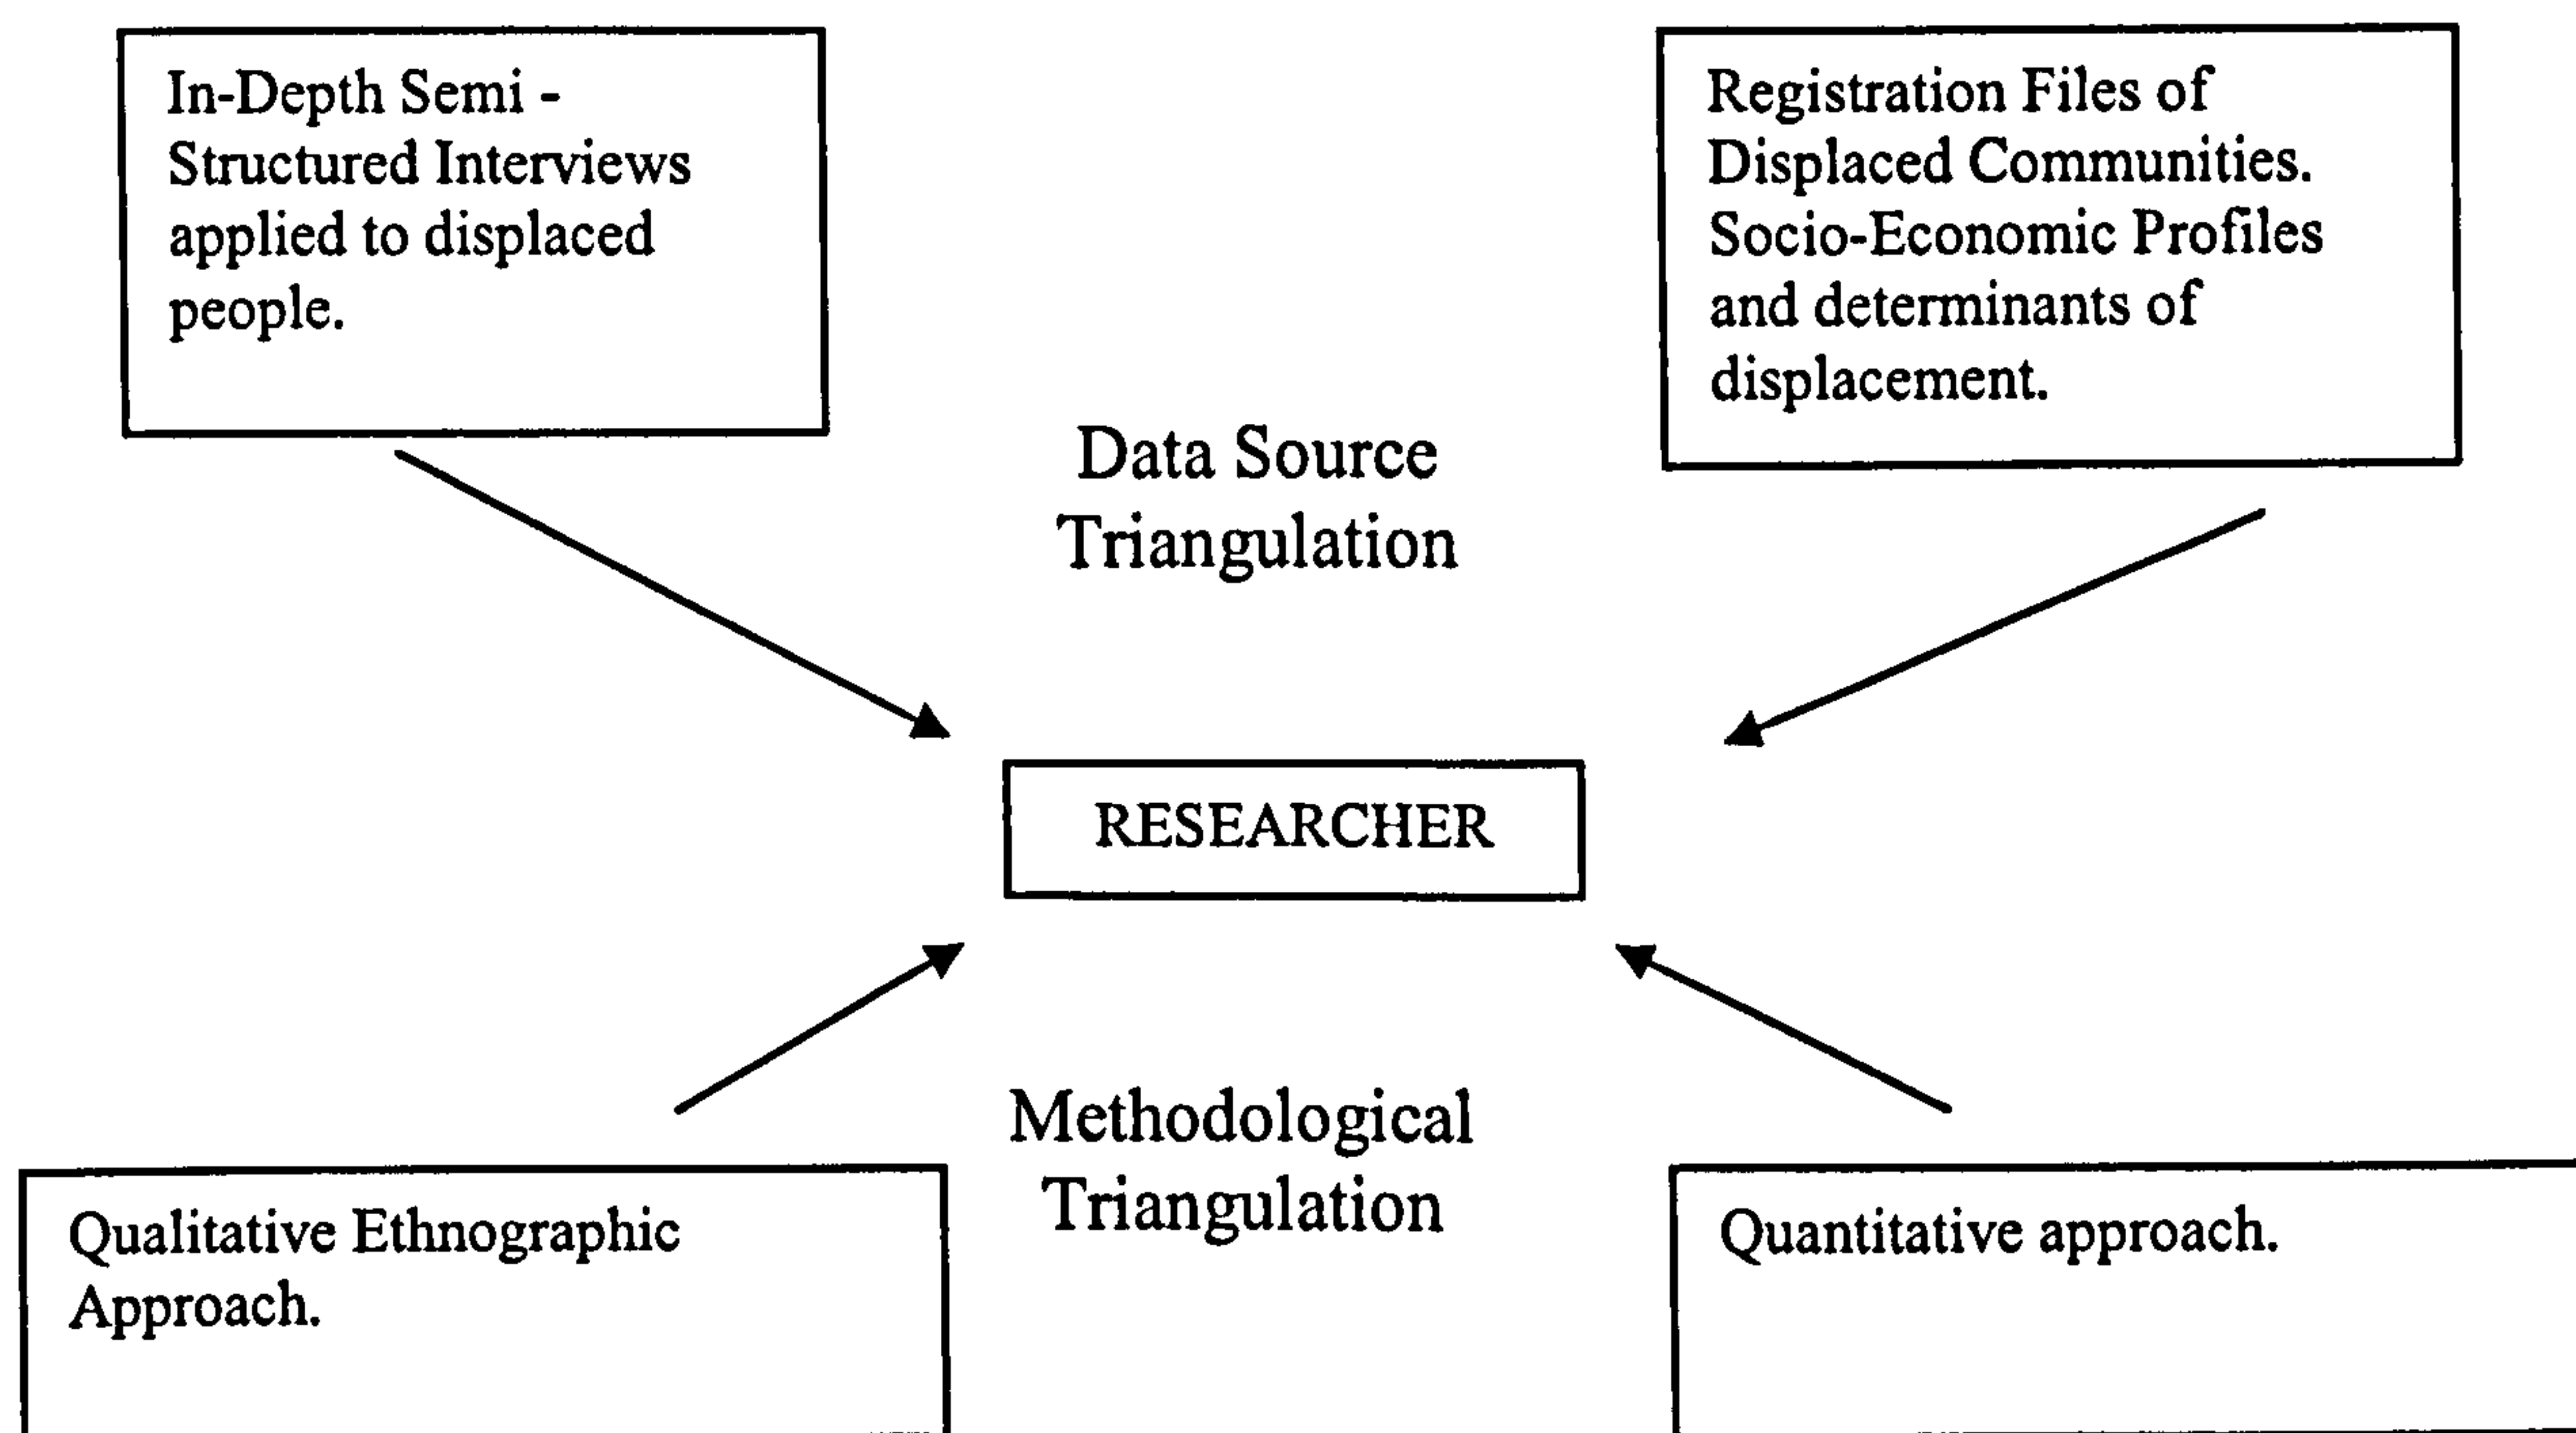 In-Depth Semi -
Structured Interviews
applied to displaced
people.
Registration Files of
Displaced Communities.
Socio-Economic Profiles
and determinants of
displacement.
Data Source
Triangulation
RESEARCHER
Methodological
Triangulation
Qualitative Ethnographic
Approach.
Quantitative approach.